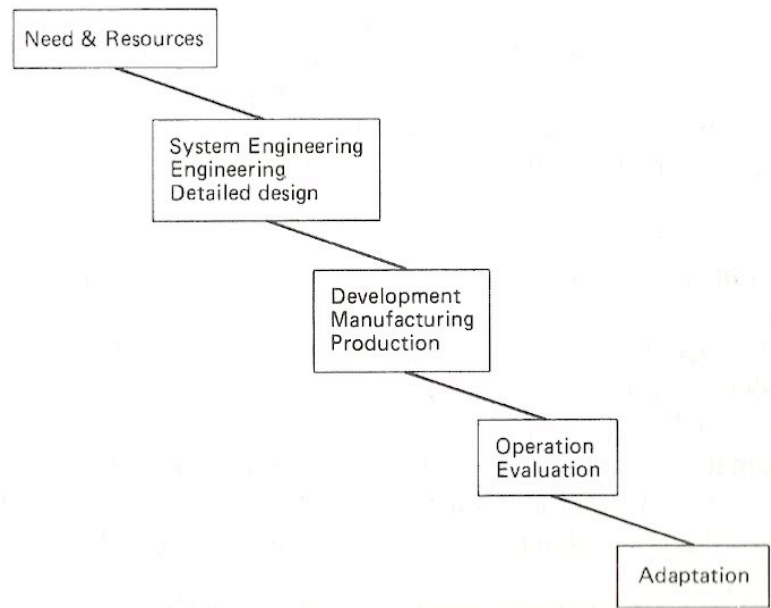 Need & Resources
System Engineering
Engineering
Detailed design
Development
Manufacturing
Production
Operation
Evaluation
Adaptation